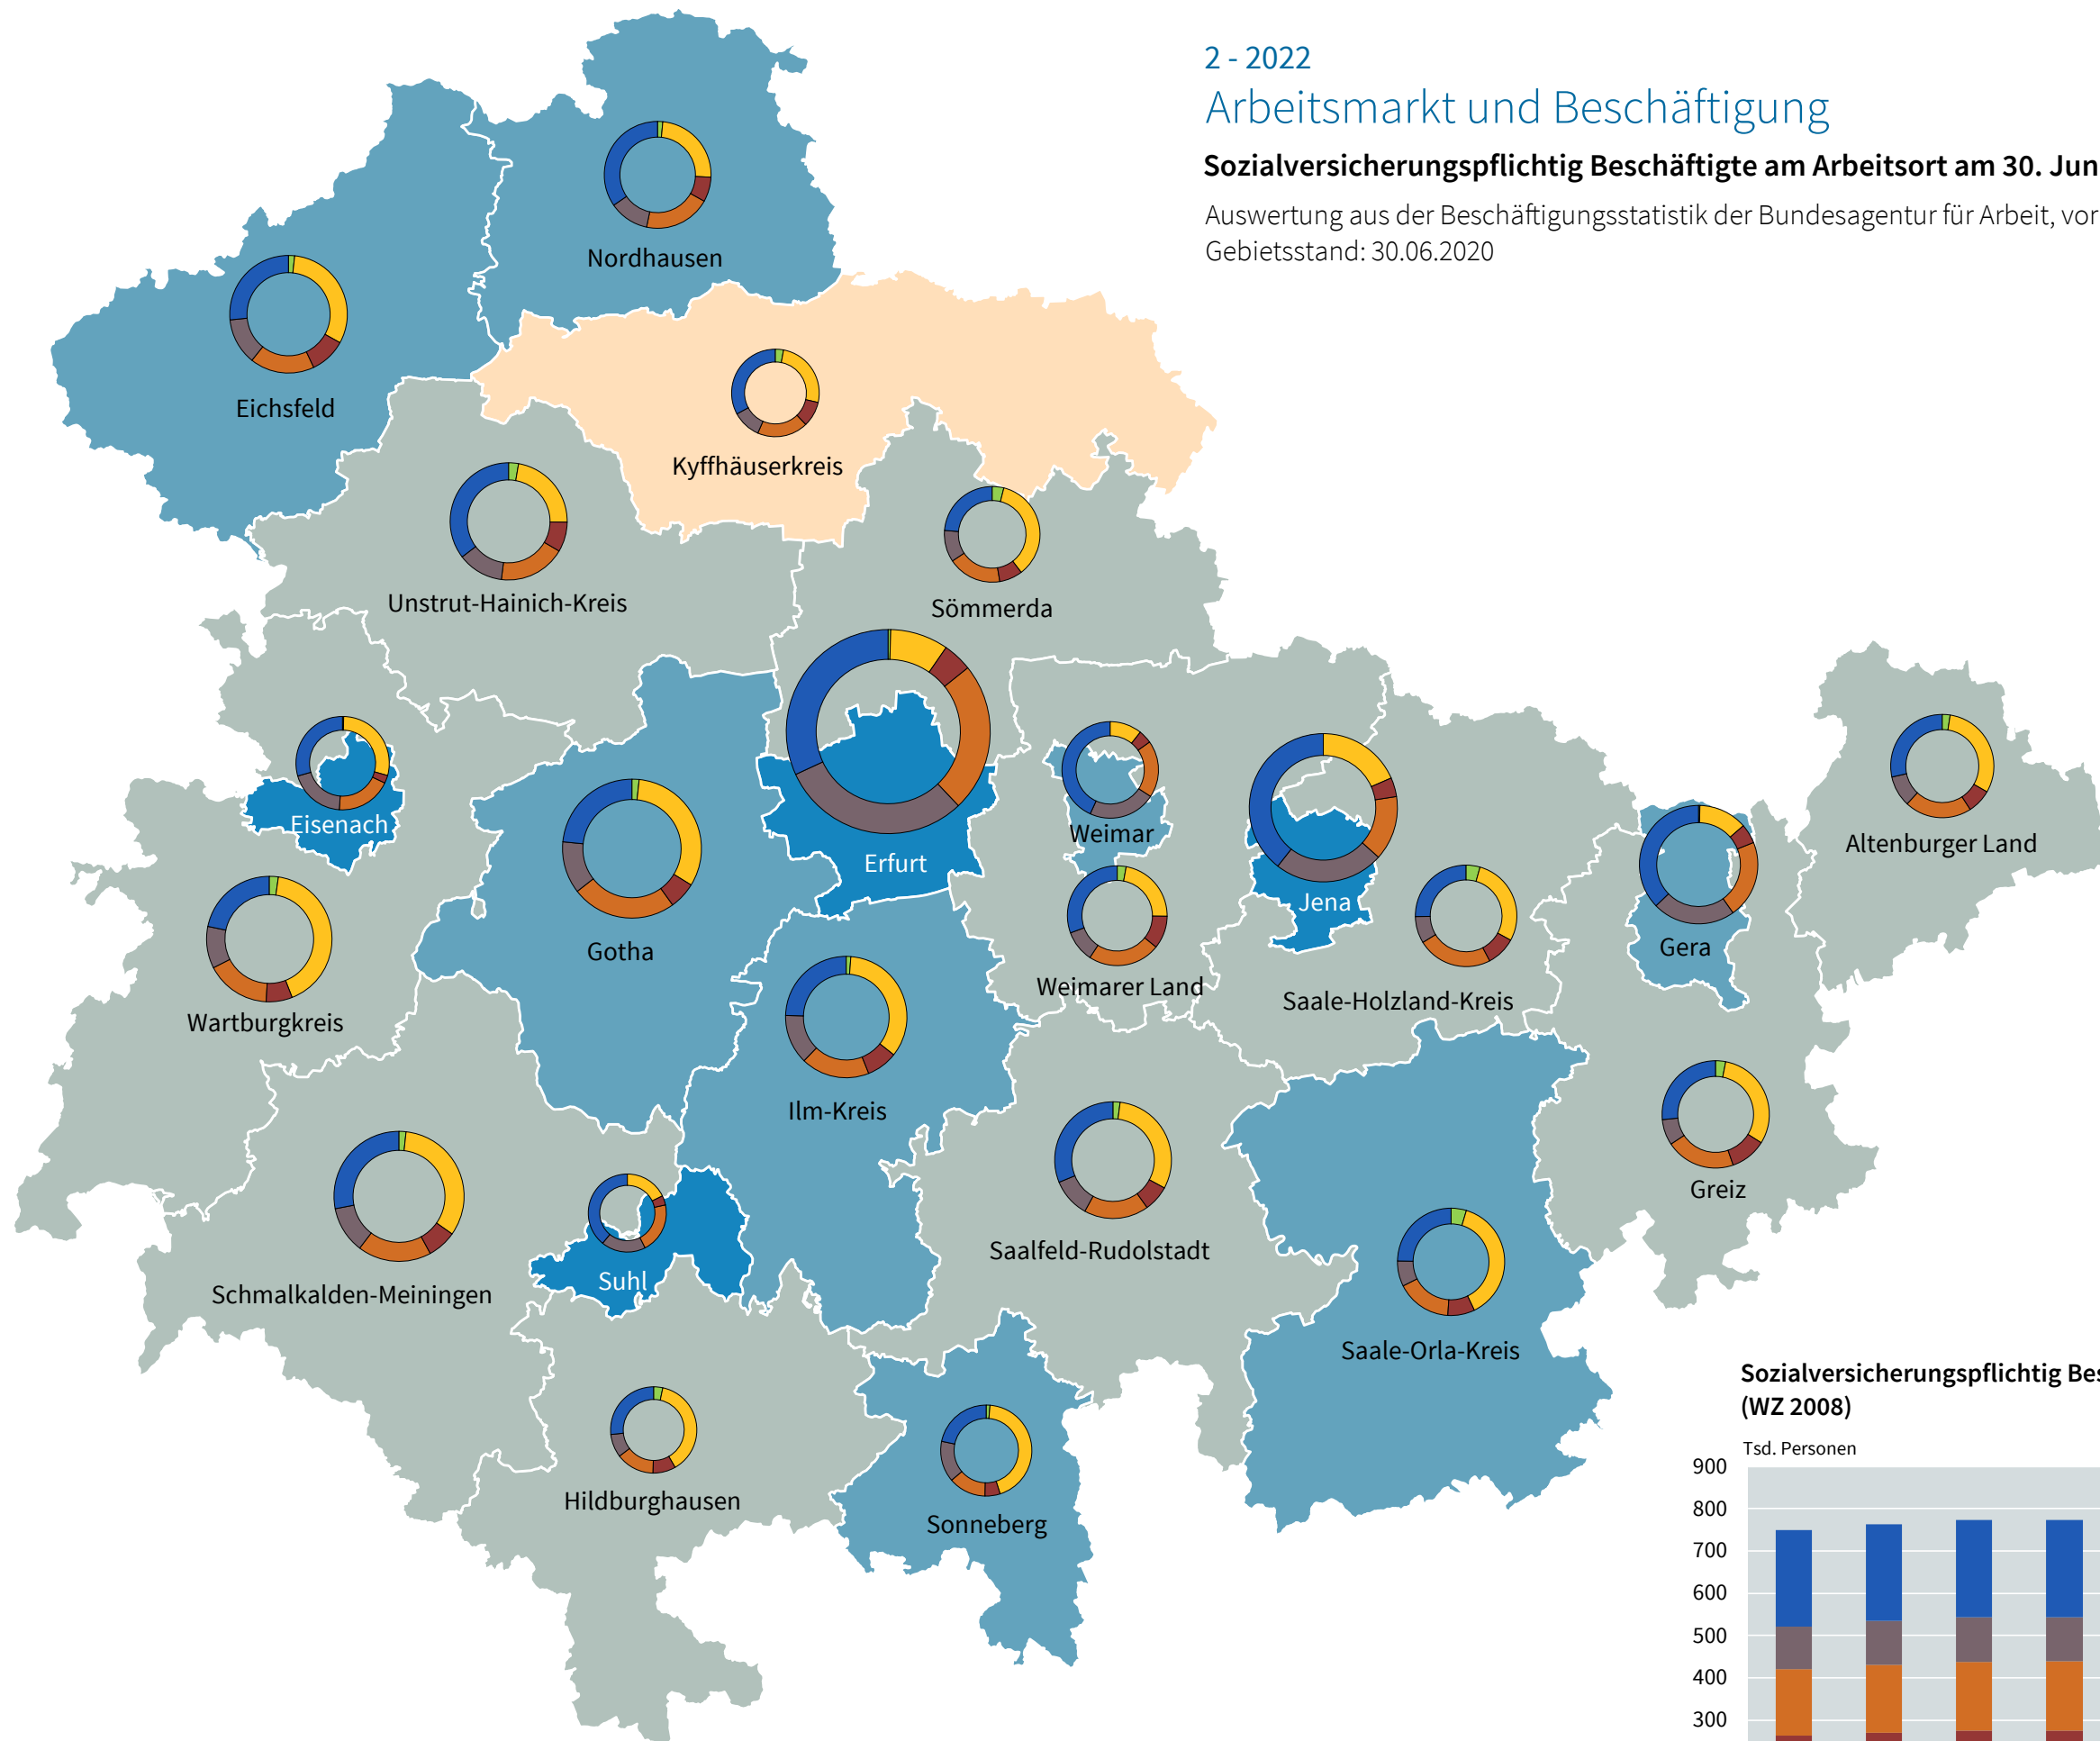 2 - 2022
Arbeitsmarkt und Beschäftigung
Sozialversicherungspflichtig Beschäftigte am Arbeitsort am 30. Jun
Auswertung aus der Beschäftigungsstatistik der Bundesagentur für Arbeit, vor
Gebietsstand: 30.06.2020
Nordhausen
Eichsfeld
Kyffhäuserkreis
Unstrut-Hainich-Kreis
Sömmerda
Eisenach
Erfurt
Weimar
Altenburger Land
Jena
Gotha
Gera
Weimarer Land
Saale-Holzland-Kreis
Wartburgkreis
Ilm-Kreis
Greiz
Saalfeld-Rudolstadt
Suhl
Schmalkalden-Meiningen
Saale-Orla-Kreis
Hildburghausen
Sonneberg
Sozialversicherungspflichtig Bes
(WZ 2008)
Tsd. Personen
900
800
700
600
500
400
300